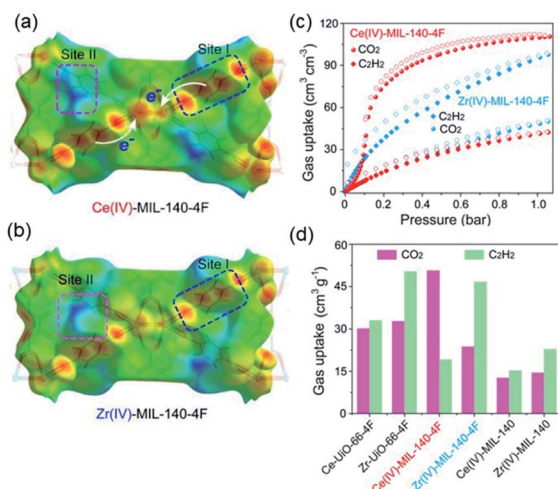 (a)
Site II
Site I
e-
e-
Ce(IV)-MIL-140-4F
(b)
Site II
Site I
Zr(IV)-MIL-140-4F
(c)
Gas uptake (cm³ cm⁻³)
120
90
60
30
0
Ce(IV)-MIL-140-4F
CO₂
C₂H₂
Zr(IV)-MIL-140-4F
C₂H₂
CO₂
0.0 0.2 0.4 0.6 0.8 1.0
Pressure (bar)
(d)
Gas uptake (cm³ g⁻¹)
60
45
30
15
0
CO₂ C₂H₂
Ce-UiO-66-4F
Zr-UiO-66-4F
Ce(IV)-MIL-140-4F
Zr(IV)-MIL-140-4F
Ce(IV)-MIL-140
Zr(IV)-MIL-140